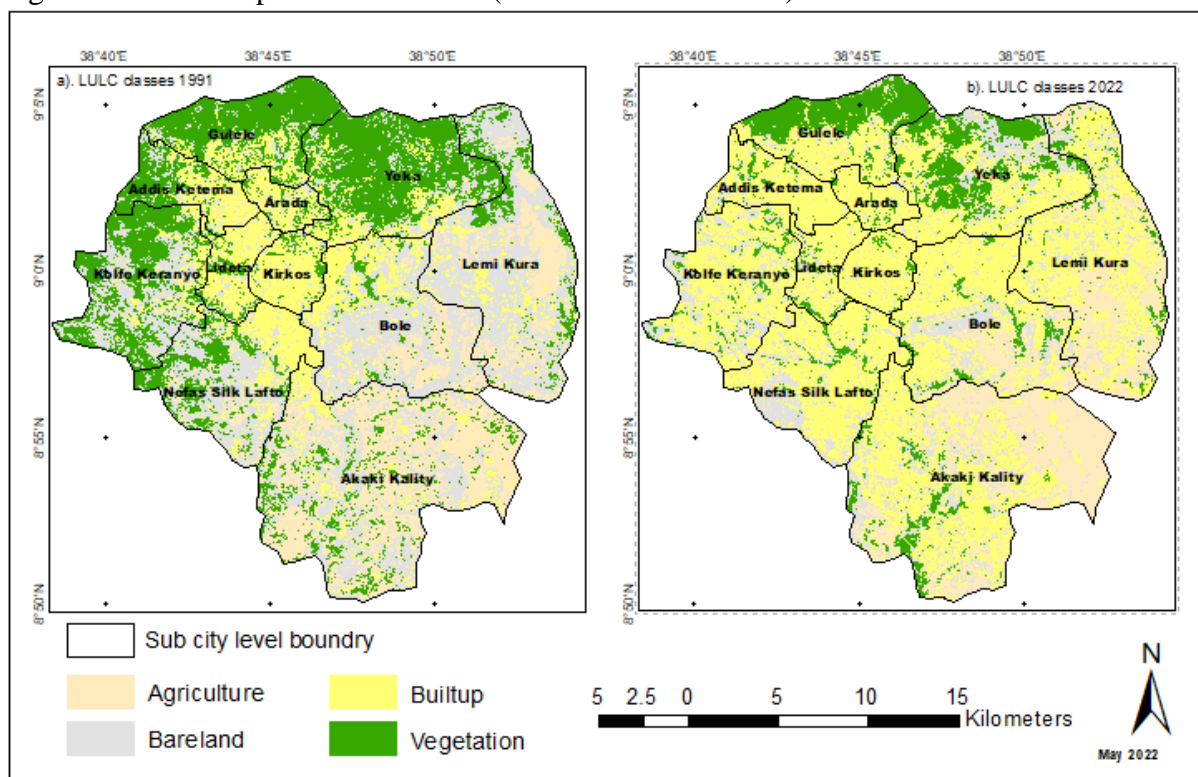 38°40'E 38°45'E 38°50'E 38°40'E 38°45'E 38°50'E
a). LULC classes 1991
b). LULC classes 2022
9°5'N
9°0'N
8°55'N
8°50'N
Gulele
Yeka
Addis Ketema
Arada
Kolfe Keranyo
Lideta
Kirkos
Lemi Kura
Bole
Nefas Silk Lafto
Akaki Kality
9°5'N
9°0'N
8°55'N
8°50'N
Gulele
Yeka
Addis Ketema
Arada
Kolfe Keranyo
Lideta
Kirkos
Lemi Kura
Bole
Nefas Silk Lafto
Akaki Kality
Sub city level boundry
Agriculture Builtup
Bareland Vegetation
5 2.5 0 5 10 15
Kilometers
N
May 2022